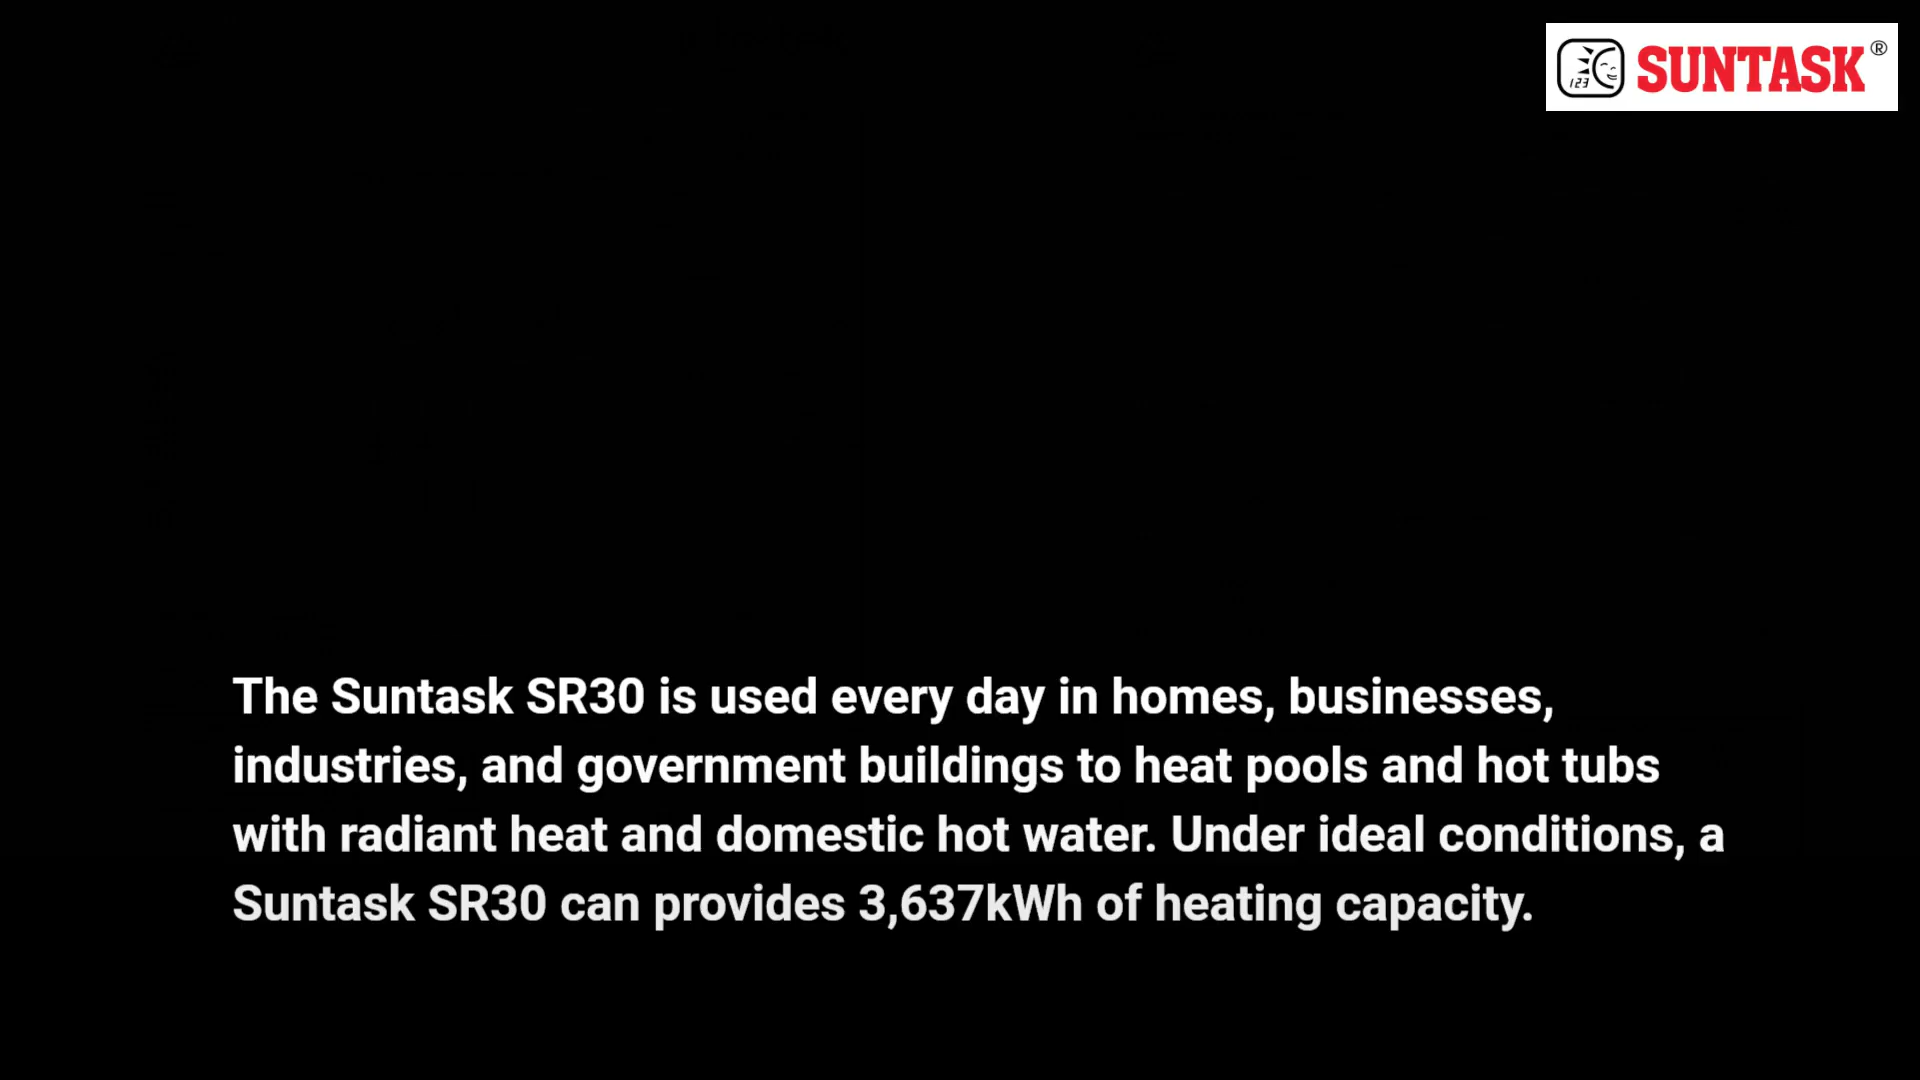 123 SUNTASK®
The Suntask SR30 is used every day in homes, businesses,
industries, and government buildings to heat pools and hot tubs
with radiant heat and domestic hot water. Under ideal conditions, a
Suntask SR30 can provides 3,637kWh of heating capacity.